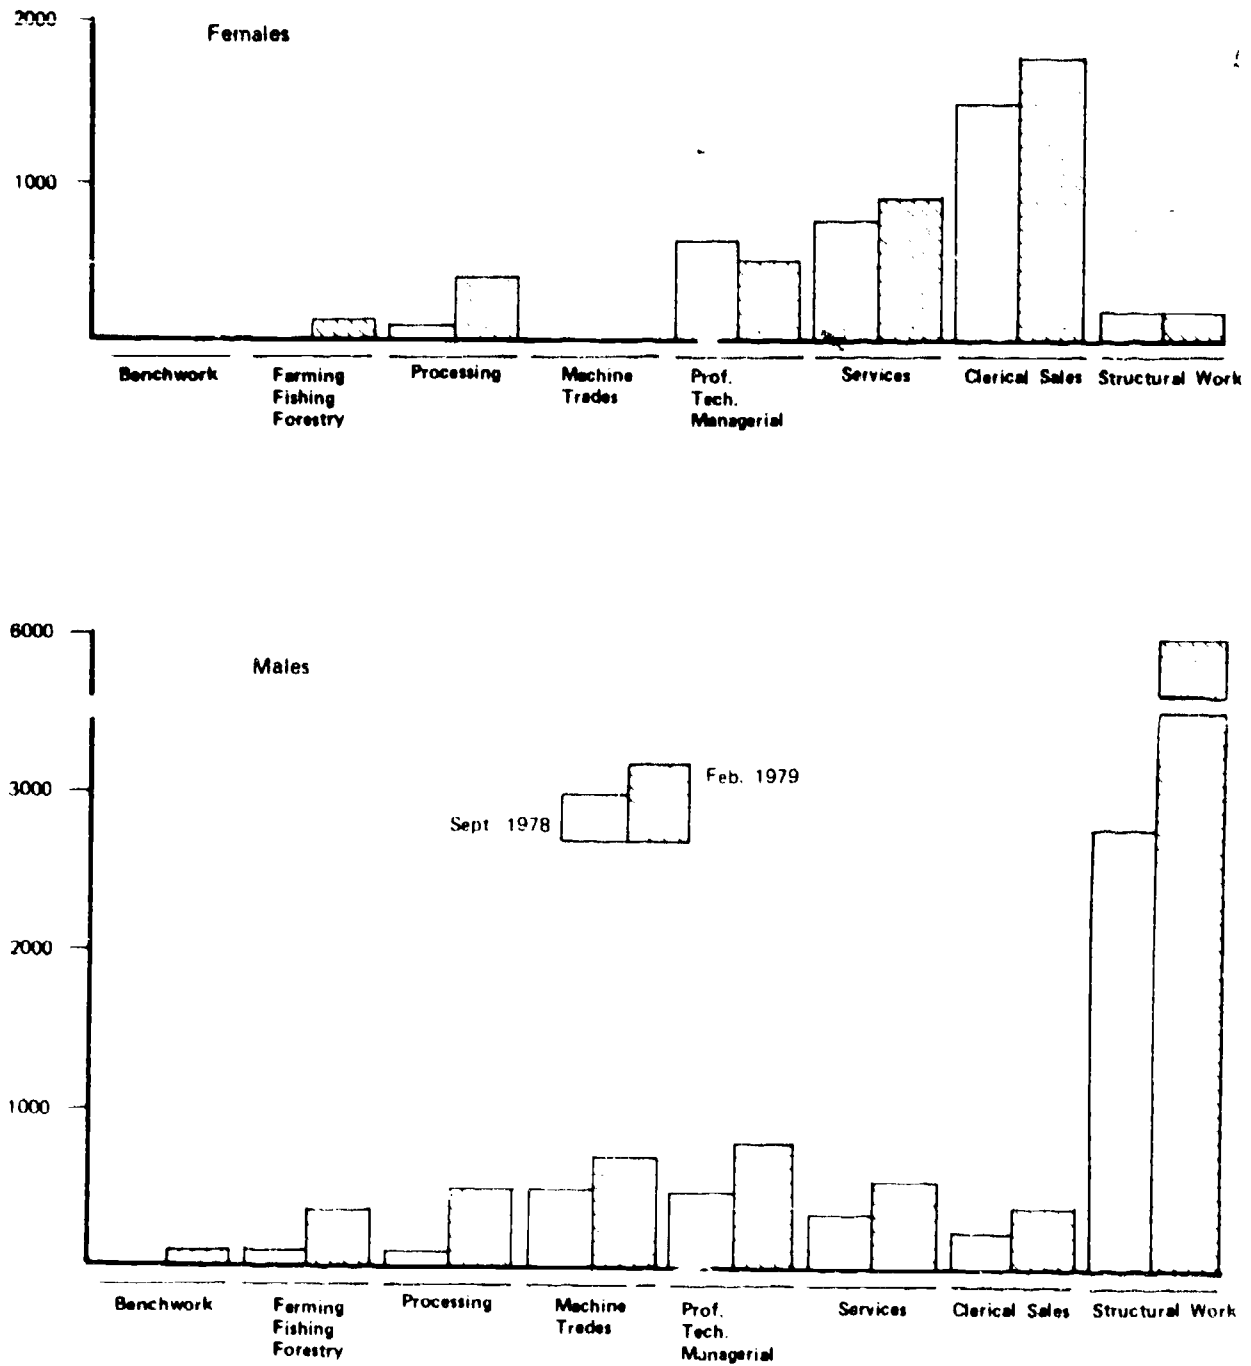 2000
Females
1000
Benchwork
Farming
Fishing
Forestry
Processing
Machine
Trades
Prof.
Tech.
Managerial
Services
Clerical Sales
Structural Work
6000
Males
3000
Sept 1978
Feb. 1979
2000
1000
Benchwork
Farming
Fishing
Forestry
Processing
Machine
Trades
Prof.
Tech.
Managerial
Services
Clerical Sales
Structural Work